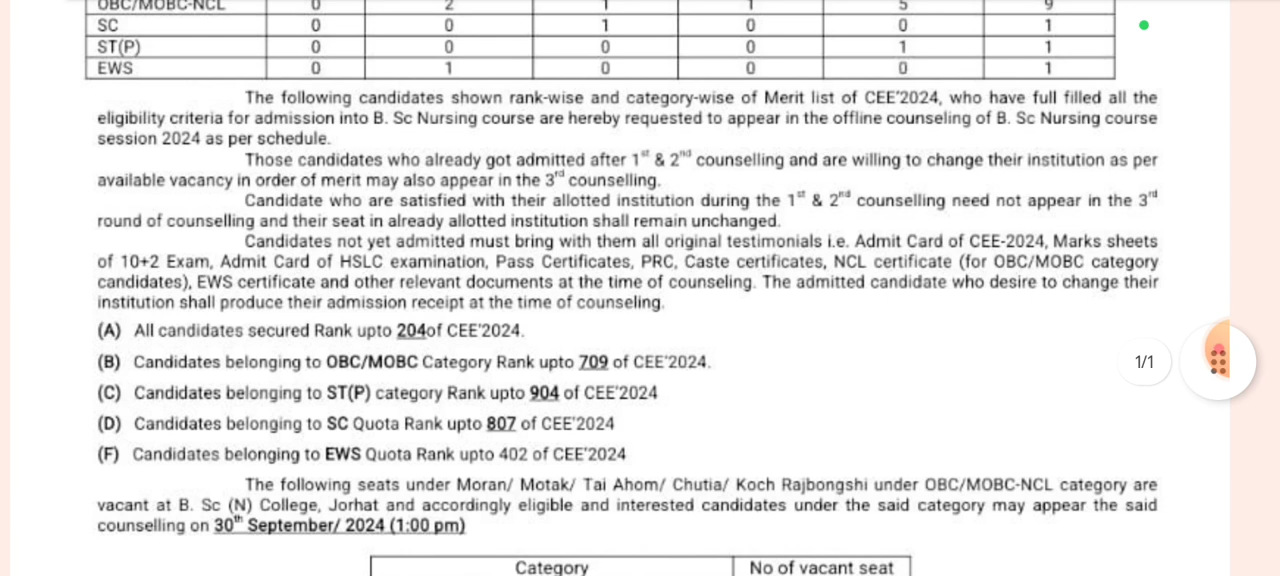 OBC/MOBC-NCL 0 2 1 1 5 9
SC 0 0 1 0 0 1
ST(P) 0 0 0 0 1 1
EWS 0 1 0 0 0 1
The following candidates shown rank-wise and category-wise of Merit list of CEE'2024, who have full filled all the
eligibility criteria for admission into B. Sc Nursing course are hereby requested to appear in the offline counseling of B. Sc Nursing course
session 2024 as per schedule.
Those candidates who already got admitted after 1st & 2nd counselling and are willing to change their institution as per
available vacancy in order of merit may also appear in the 3rd counselling.
Candidate who are satisfied with their allotted institution during the 1st & 2nd counselling need not appear in the 3rd
round of counselling and their seat in already allotted institution shall remain unchanged.
Candidates not yet admitted must bring with them all original testimonials i.e. Admit Card of CEE-2024, Marks sheets
of 10+2 Exam, Admit Card of HSLC examination, Pass Certificates, PRC, Caste certificates, NCL certificate (for OBC/MOBC category
candidates), EWS certificate and other relevant documents at the time of counseling. The admitted candidate who desire to change their
institution shall produce their admission receipt at the time of counseling.
(A) All candidates secured Rank upto 204of CEE'2024.
(B) Candidates belonging to OBC/MOBC Category Rank upto 709 of CEE'2024.
(C) Candidates belonging to ST(P) category Rank upto 904 of CEE'2024
(D) Candidates belonging to SC Quota Rank upto 807 of CEE'2024
(F) Candidates belonging to EWS Quota Rank upto 402 of CEE'2024
The following seats under Moran/ Motak/ Tai Ahom/ Chutia/ Koch Rajbongshi under OBC/MOBC-NCL category are
vacant at B. Sc (N) College, Jorhat and accordingly eligible and interested candidates under the said category may appear the said
counselling on 30th September/ 2024 (1:00 pm)
Category No of vacant seat
1/1